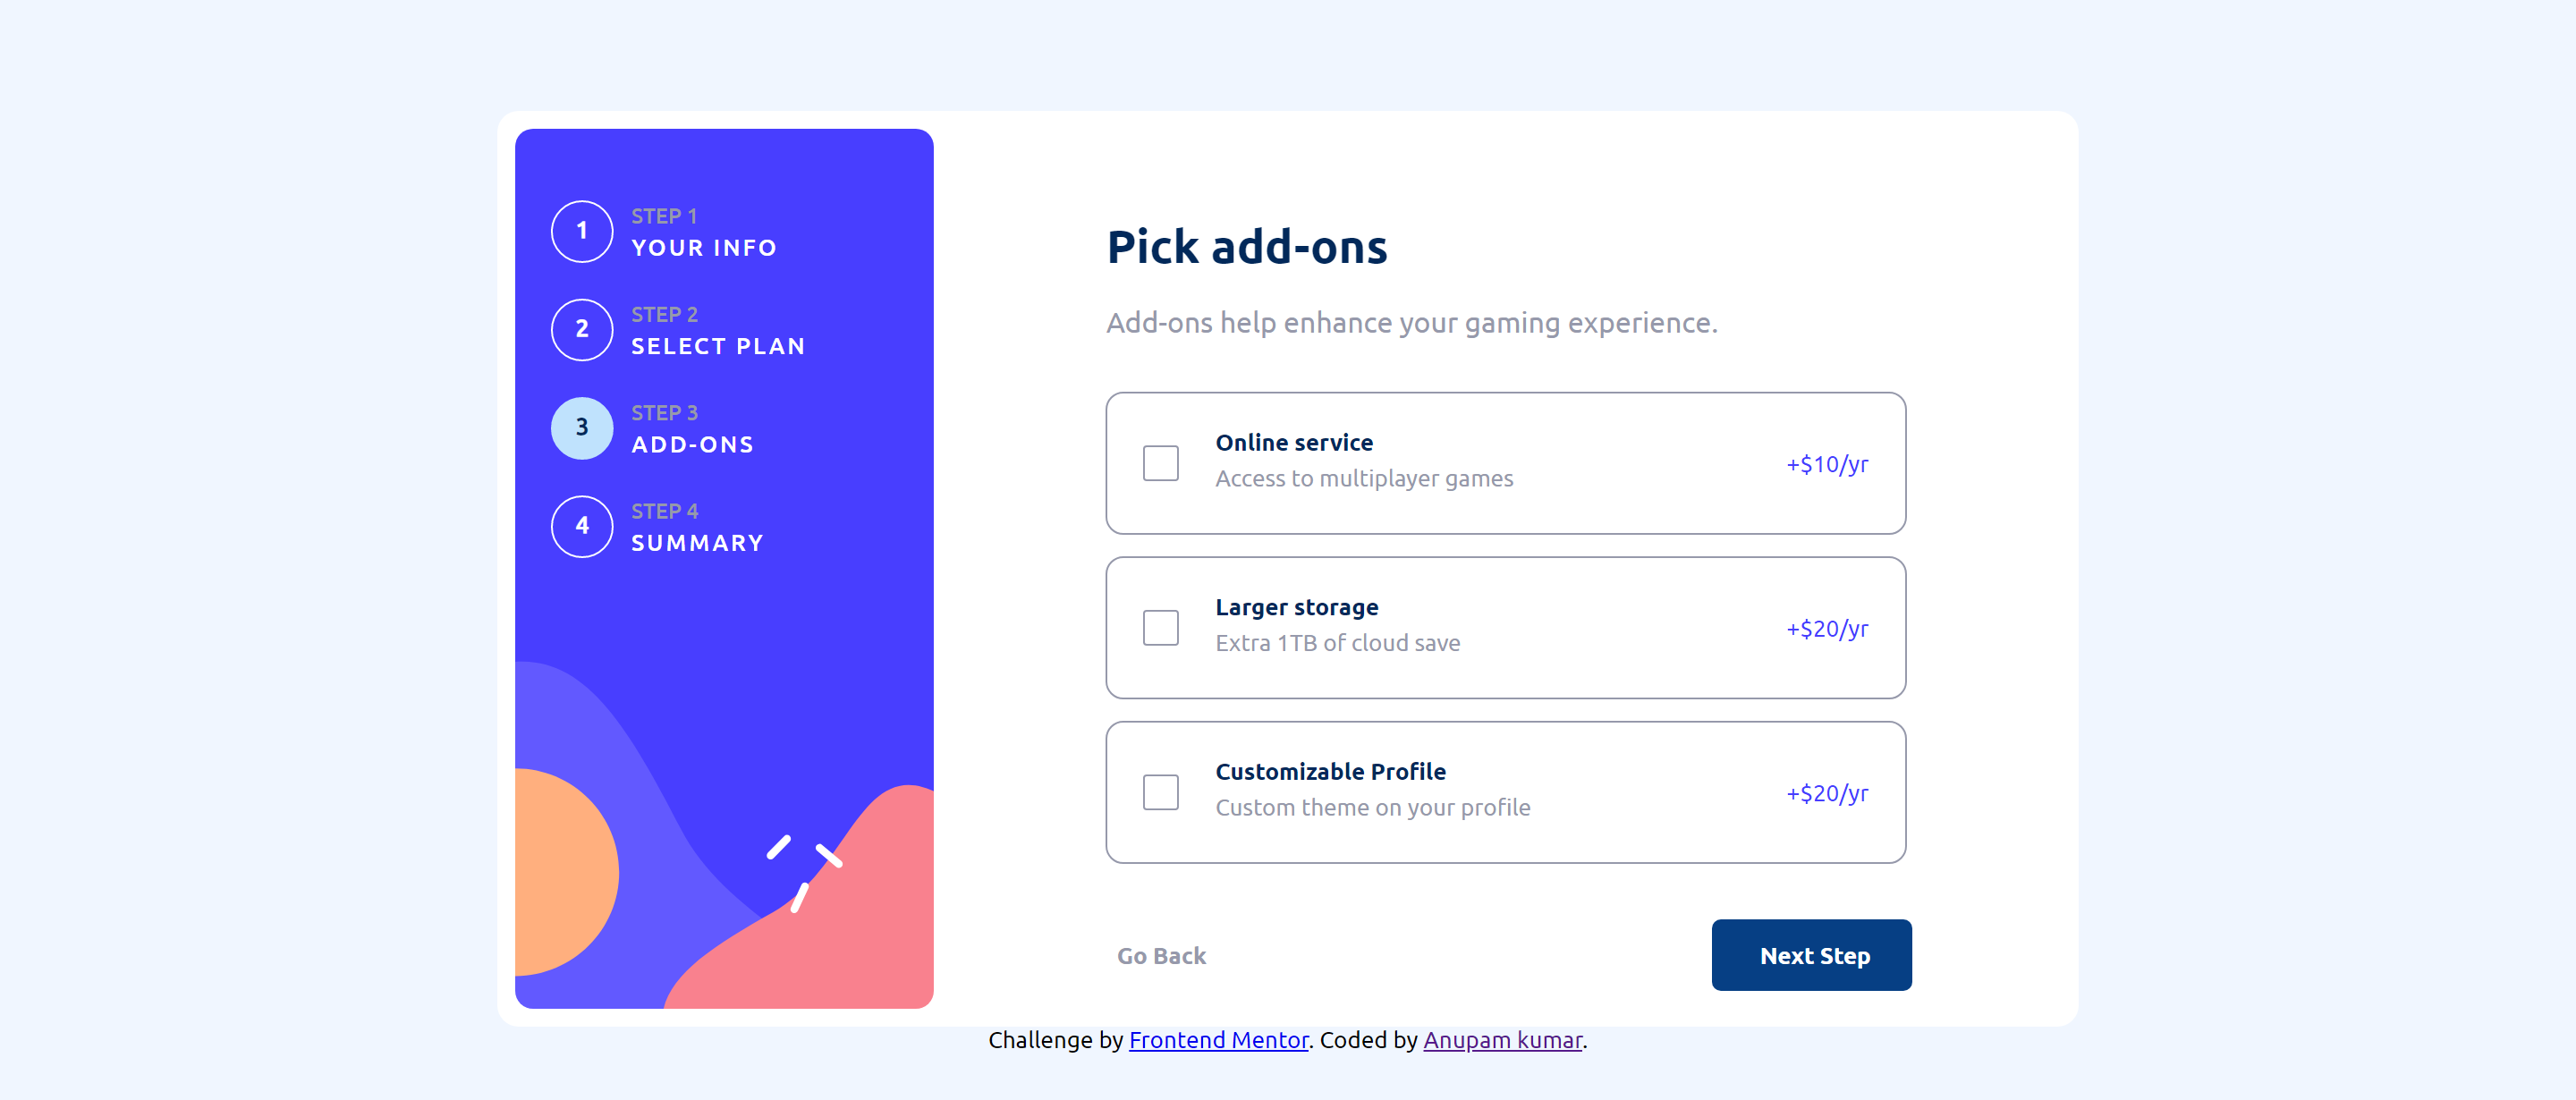 1
STEP 1
YOUR INFO
2
STEP 2
SELECT PLAN
3
STEP 3
ADD-ONS
4
STEP 4
SUMMARY
Pick add-ons
Add-ons help enhance your gaming experience.
Online service
Access to multiplayer games
+$10/yr
Larger storage
Extra 1TB of cloud save
+$20/yr
Customizable Profile
Custom theme on your profile
+$20/yr
Go Back
Next Step
Challenge by Frontend Mentor. Coded by Anupam kumar.